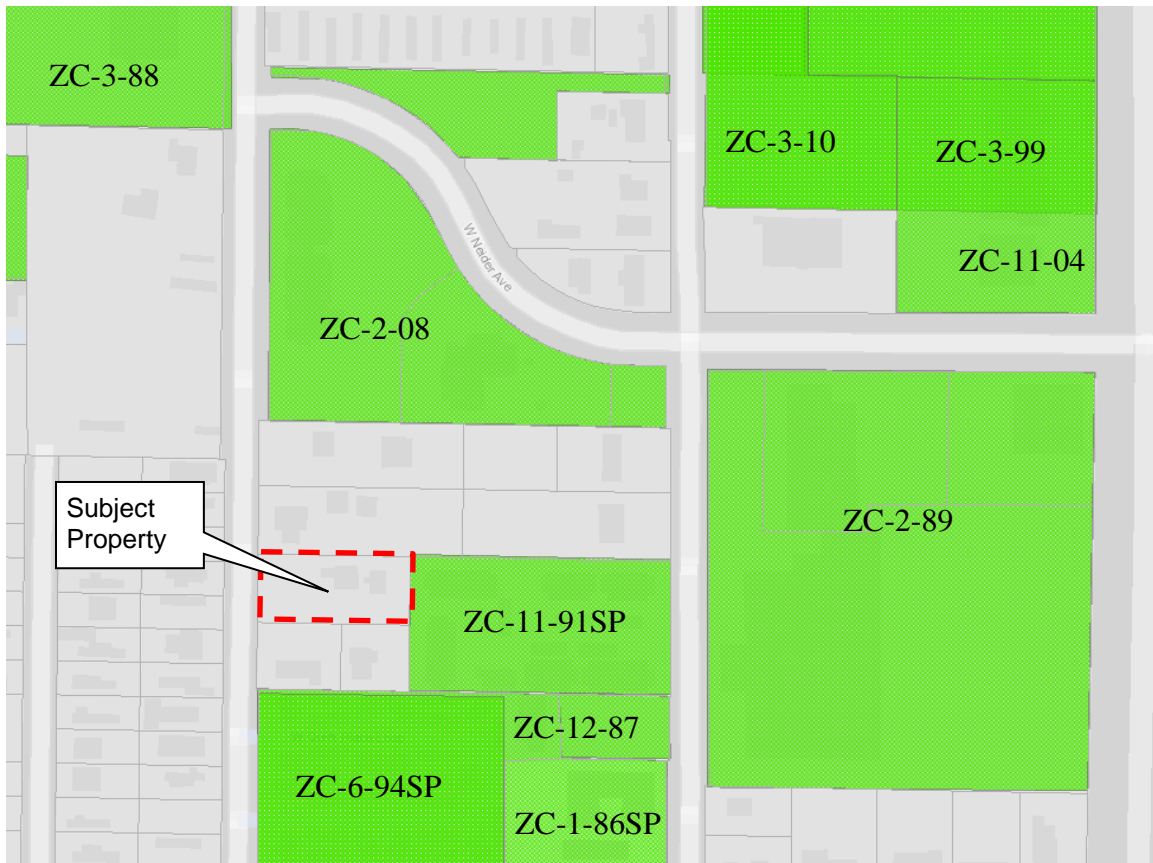 ZC-3-88
ZC-3-10
ZC-3-99
W Neider Ave
ZC-11-04
ZC-2-08
Subject
Property
ZC-2-89
ZC-11-91SP
ZC-12-87
ZC-6-94SP
ZC-1-86SP